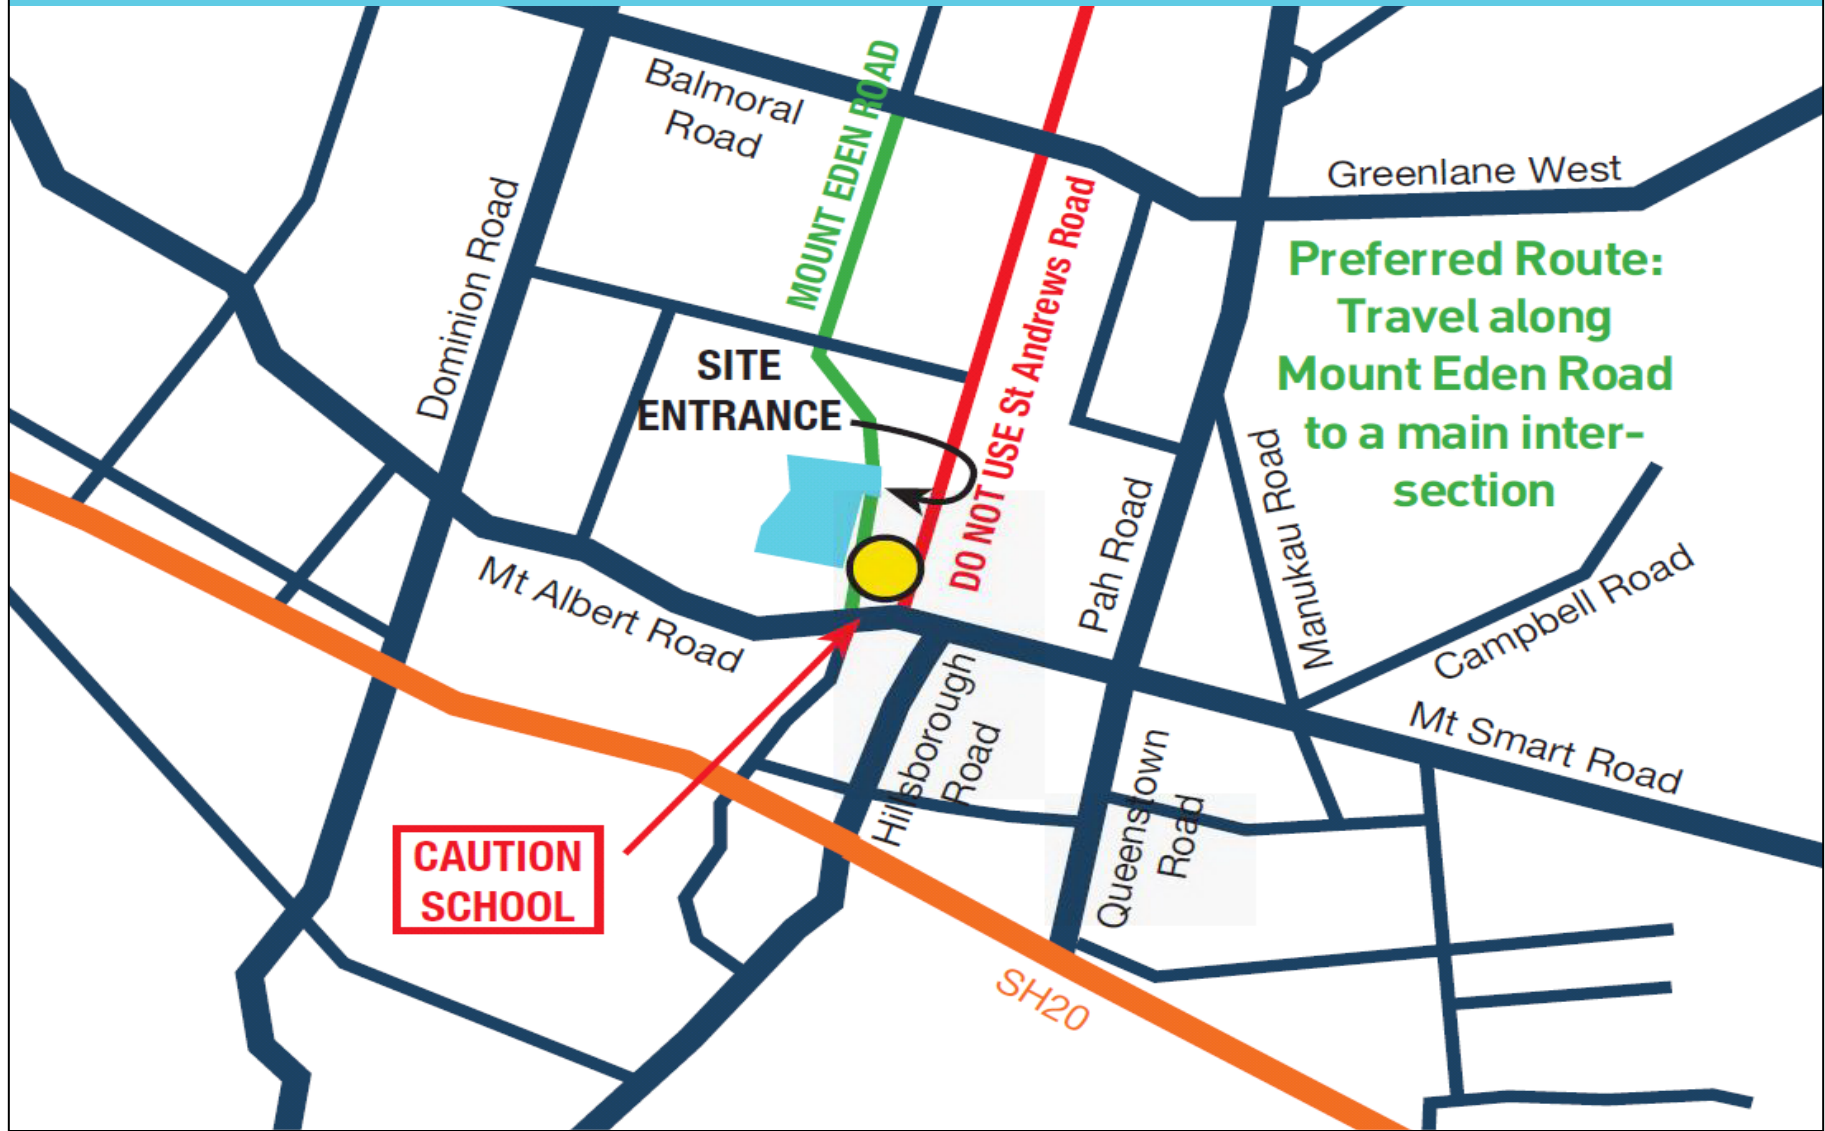 Balmoral
Road
MOUNT EDEN ROAD
Greenlane West
Dominion Road
DO NOT USE St Andrews Road
Preferred Route:
Travel along
Mount Eden Road
to a main inter-
section
SITE
ENTRANCE
Pah Road
Manukau Road
Campbell Road
Mt Albert Road
Hillsborough
Road
Mt Smart Road
Queenstown
Road
CAUTION
SCHOOL
SH20